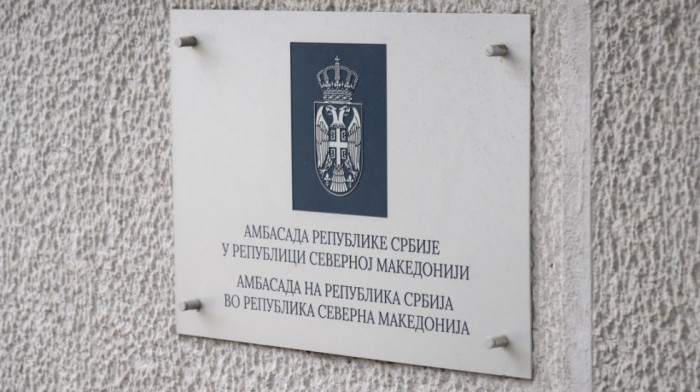 АМБАСАДА РЕПУБЛИКЕ СРБИЈЕ
У РЕПУБЛИЦИ СЕВЕРНОЈ МАКЕДОНИЈИ
АМБАСАДА НА РЕПУБЛИКА СРБИЈА
ВО РЕПУБЛИКА СЕВЕРНА МАКЕДОНИЈА